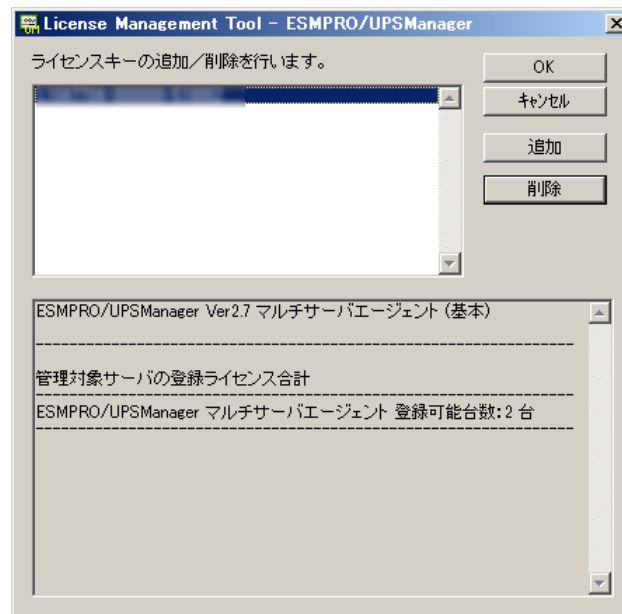 License Management Tool - ESMPRO/UPSManager
ライセンスキーの追加／削除を行います。
OK
キャンセル
追加
削除
ESMPRO/UPSManager Ver2.7 マルチサーバエージェント (基本)
------------------------------------------------------------
管理対象サーバの登録ライセンス合計
------------------------------------------------------------
ESMPRO/UPSManager マルチサーバエージェント 登録可能台数: 2 台
------------------------------------------------------------